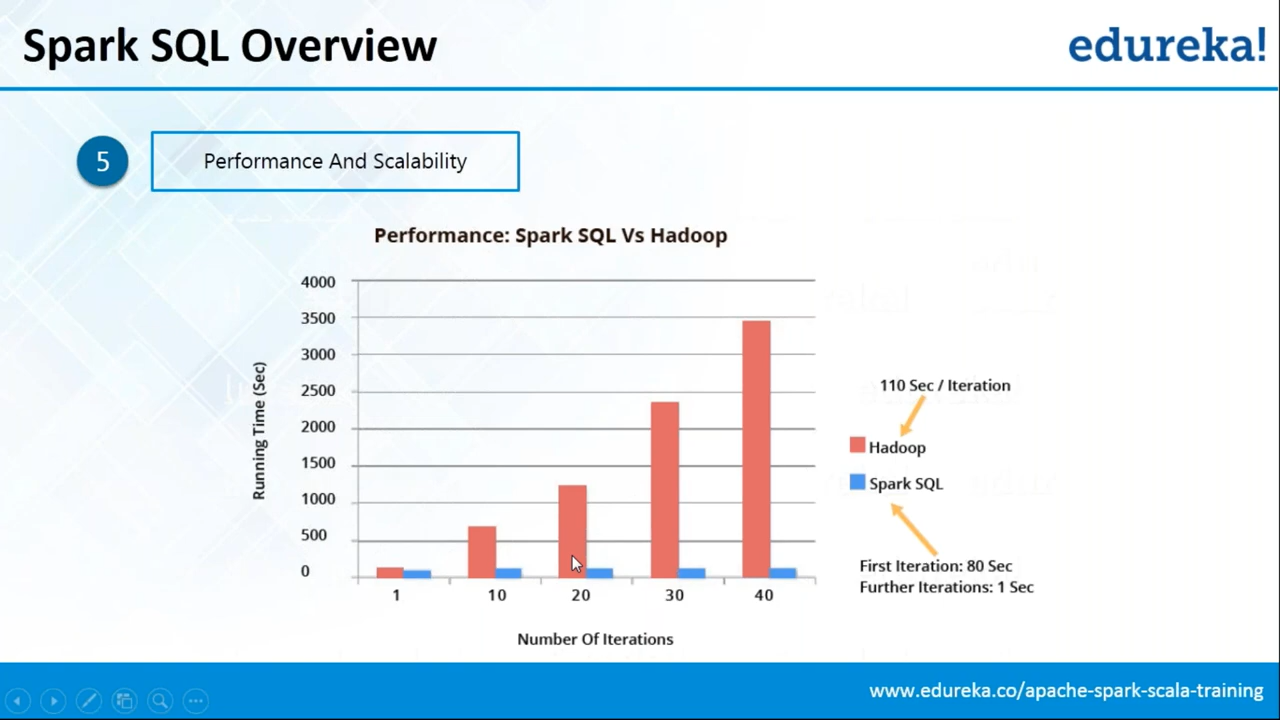 Spark SQL Overview
edureka!
5
Performance And Scalability
Performance: Spark SQL Vs Hadoop
4000
3500
3000
2500
2000
1500
1000
500
0
Running Time (Sec)
1 10 20 30 40
Number Of Iterations
110 Sec / Iteration
Hadoop
Spark SQL
First Iteration: 80 Sec
Further Iterations: 1 Sec
www.edureka.co/apache-spark-scala-training